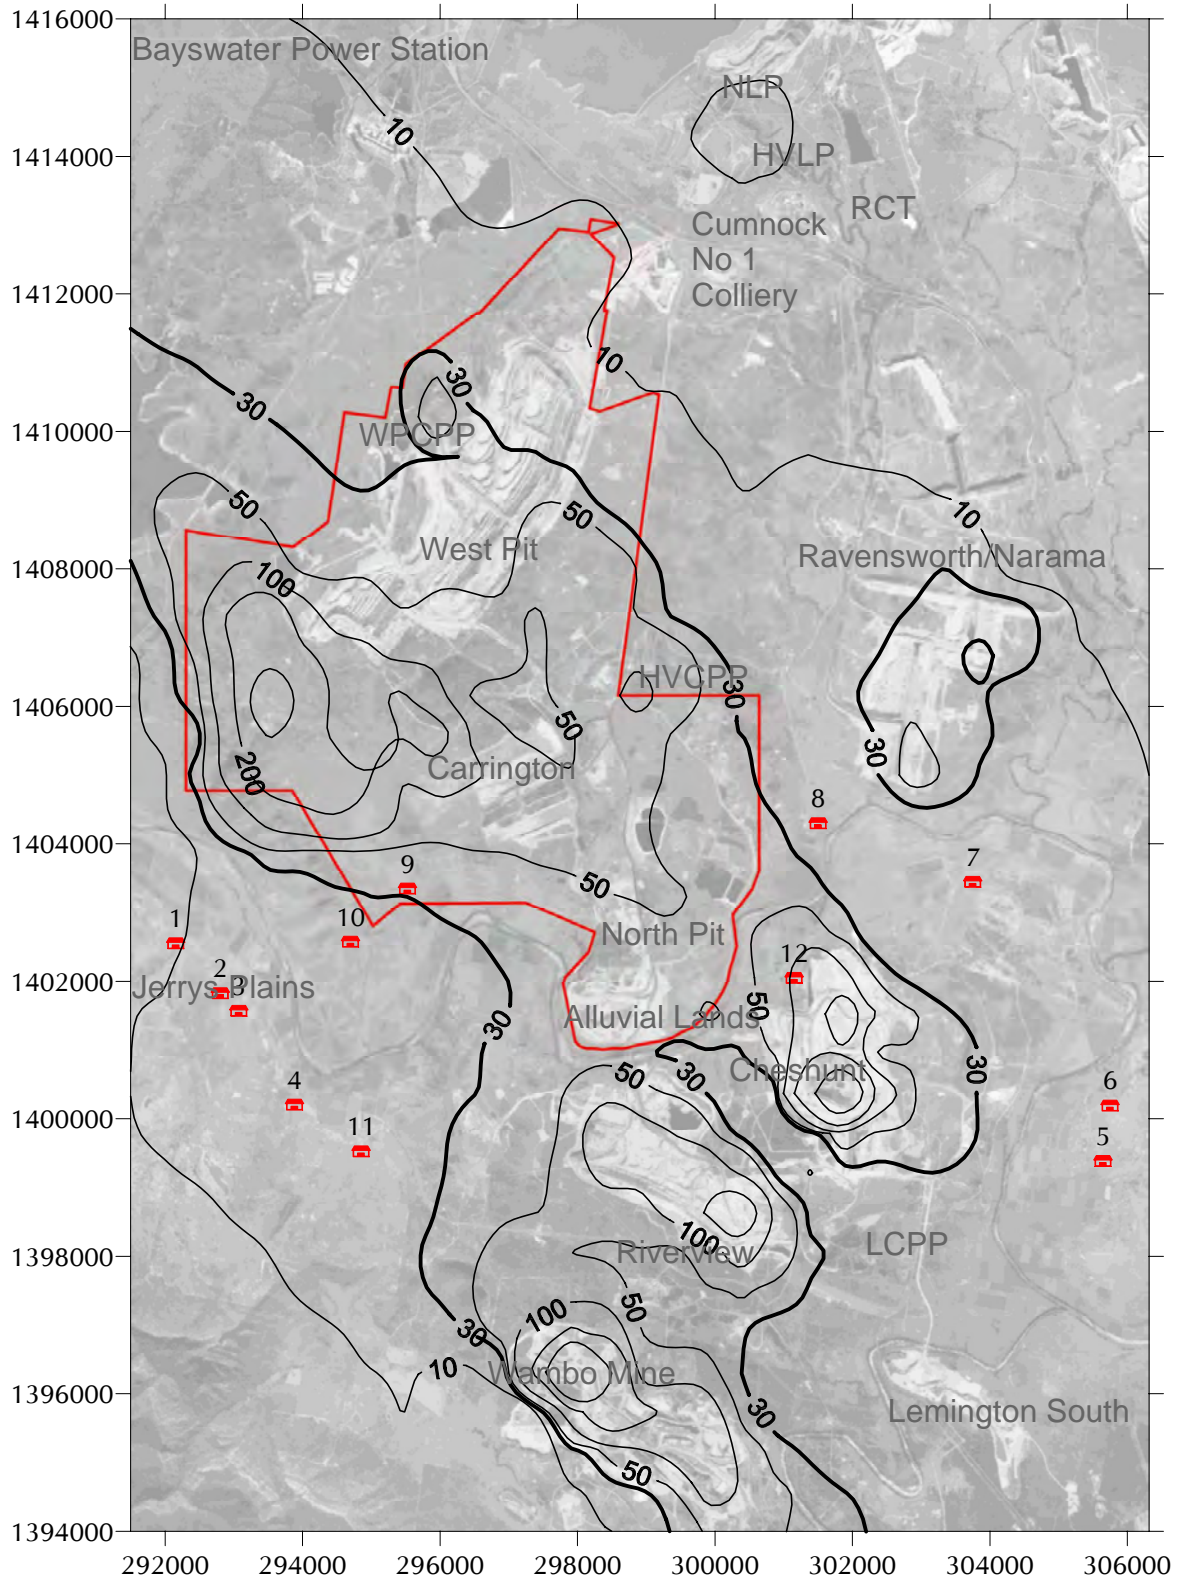 1416000
Bayswater Power Station
NLP
10
1414000
HVLP
RCT
Cumnock
No 1
Colliery
1412000
10
30
30
1410000
WPCPP
50
50
10
West Pit
Ravensworth/Narama
1408000
100
HVCPP
30
1406000
50
30
200
Carrington
8
1404000
9
7
50
1
10
North Pit
12
2
3
1402000
Jerrys Plains
50
Alluvial Lands
30
Cheshunt
50
30
30
4
6
1400000
11
5
100
LCPP
Riverview
1398000
50
100
30
10
Wambo Mine
1396000
30
Lemington South
50
1394000
292000
294000
296000
298000
300000
302000
304000
306000